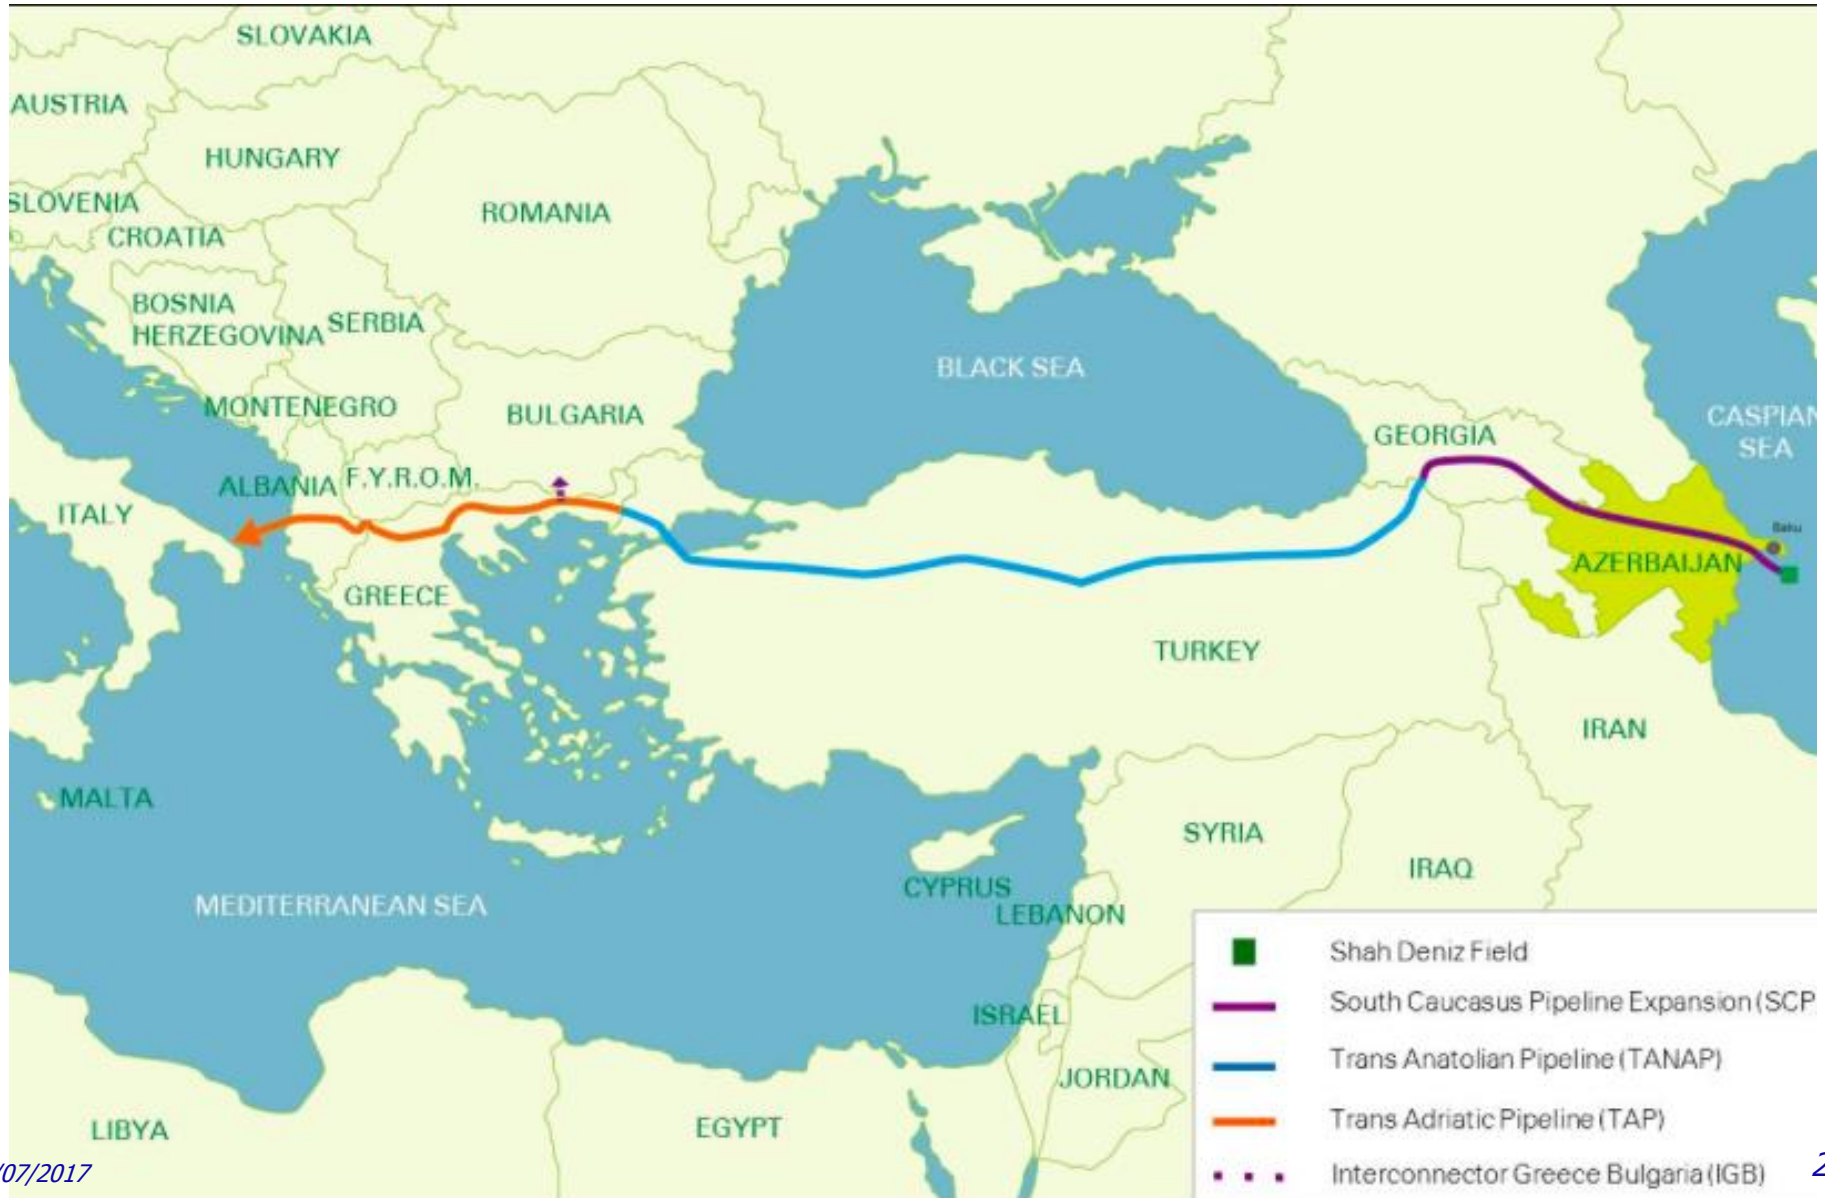 SLOVAKIA
AUSTRIA
HUNGARY
SLOVENIA
ROMANIA
CROATIA
BOSNIA
HERZEGOVINA
SERBIA
BLACK SEA
MONTENEGRO
BULGARIA
CASPIAN
SEA
GEORGIA
ALBANIA
F.Y.R.O.M.
ITALY
Baku
AZERBAIJAN
GREECE
TURKEY
IRAN
MALTA
SYRIA
IRAQ
CYPRUS
MEDITERRANEAN SEA
LEBANON
Shah Deniz Field
South Caucasus Pipeline Expansion (SCP
ISRAEL
Trans Anatolian Pipeline (TANAP)
JORDAN
Trans Adriatic Pipeline (TAP)
LIBYA
EGYPT
Interconnector Greece Bulgaria (IGB)
/07/2017
2